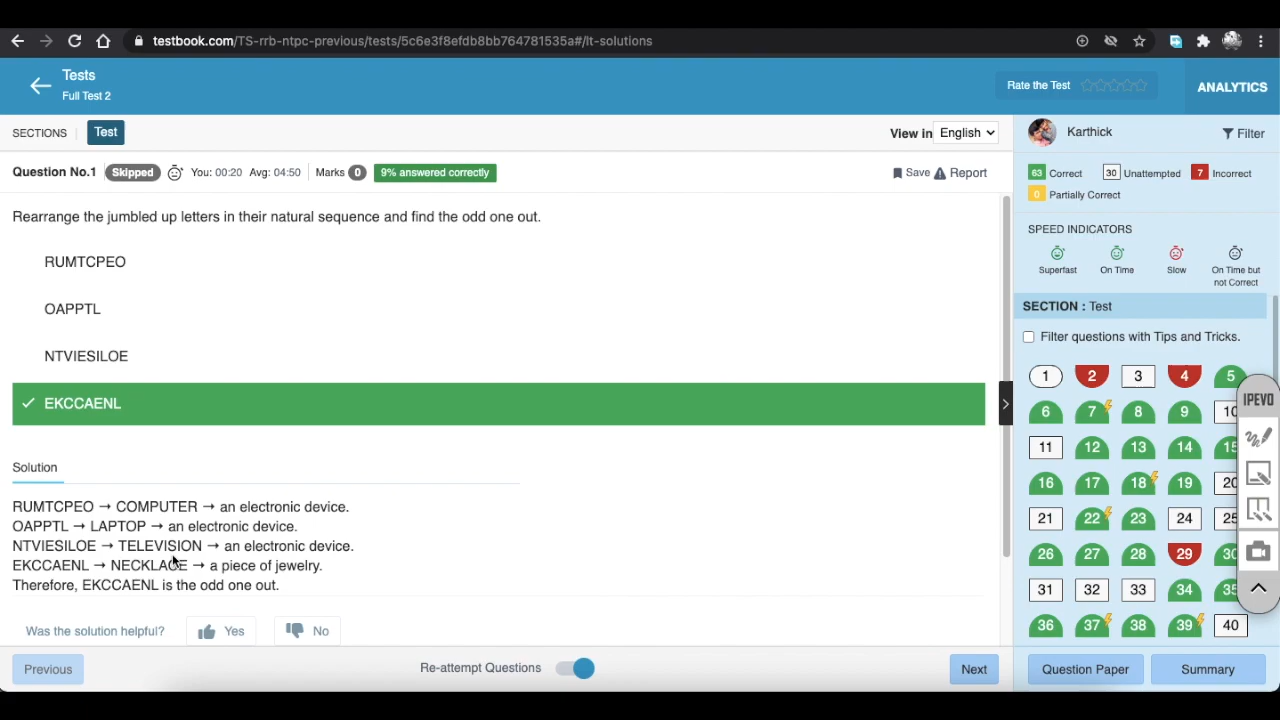 testbook.com/TS-rrb-ntpc-previous/tests/5c6e3f8efdb8bb764781535a#/lt-solutions
Tests
Full Test 2
Rate the Test
ANALYTICS
SECTIONS
Test
View in English
Karthick
Filter
Question No.1 Skipped You: 00:20 Avg: 04:50 Marks 0 9% answered correctly
Save Report
63 Correct 30 Unattempted 7 Incorrect
0 Partially Correct
Rearrange the jumbled up letters in their natural sequence and find the odd one out.
RUMTCPEO
OAPPTL
NTVIESILOE
EKCCAENL
Solution
RUMTCPEO → COMPUTER → an electronic device.
OAPPTL → LAPTOP → an electronic device.
NTVIESILOE → TELEVISION → an electronic device.
EKCCAENL → NECKLACE → a piece of jewelry.
Therefore, EKCCAENL is the odd one out.
Was the solution helpful? Yes No
Previous
Re-attempt Questions
Next
SPEED INDICATORS
Superfast On Time Slow On Time but
not Correct
SECTION : Test
Filter questions with Tips and Tricks.
1 2 3 4 5
6 7 8 9 10
11 12 13 14 15
16 17 18 19 20
21 22 23 24 25
26 27 28 29 30
31 32 33 34 35
36 37 38 39 40
IPEVO
Question Paper
Summary